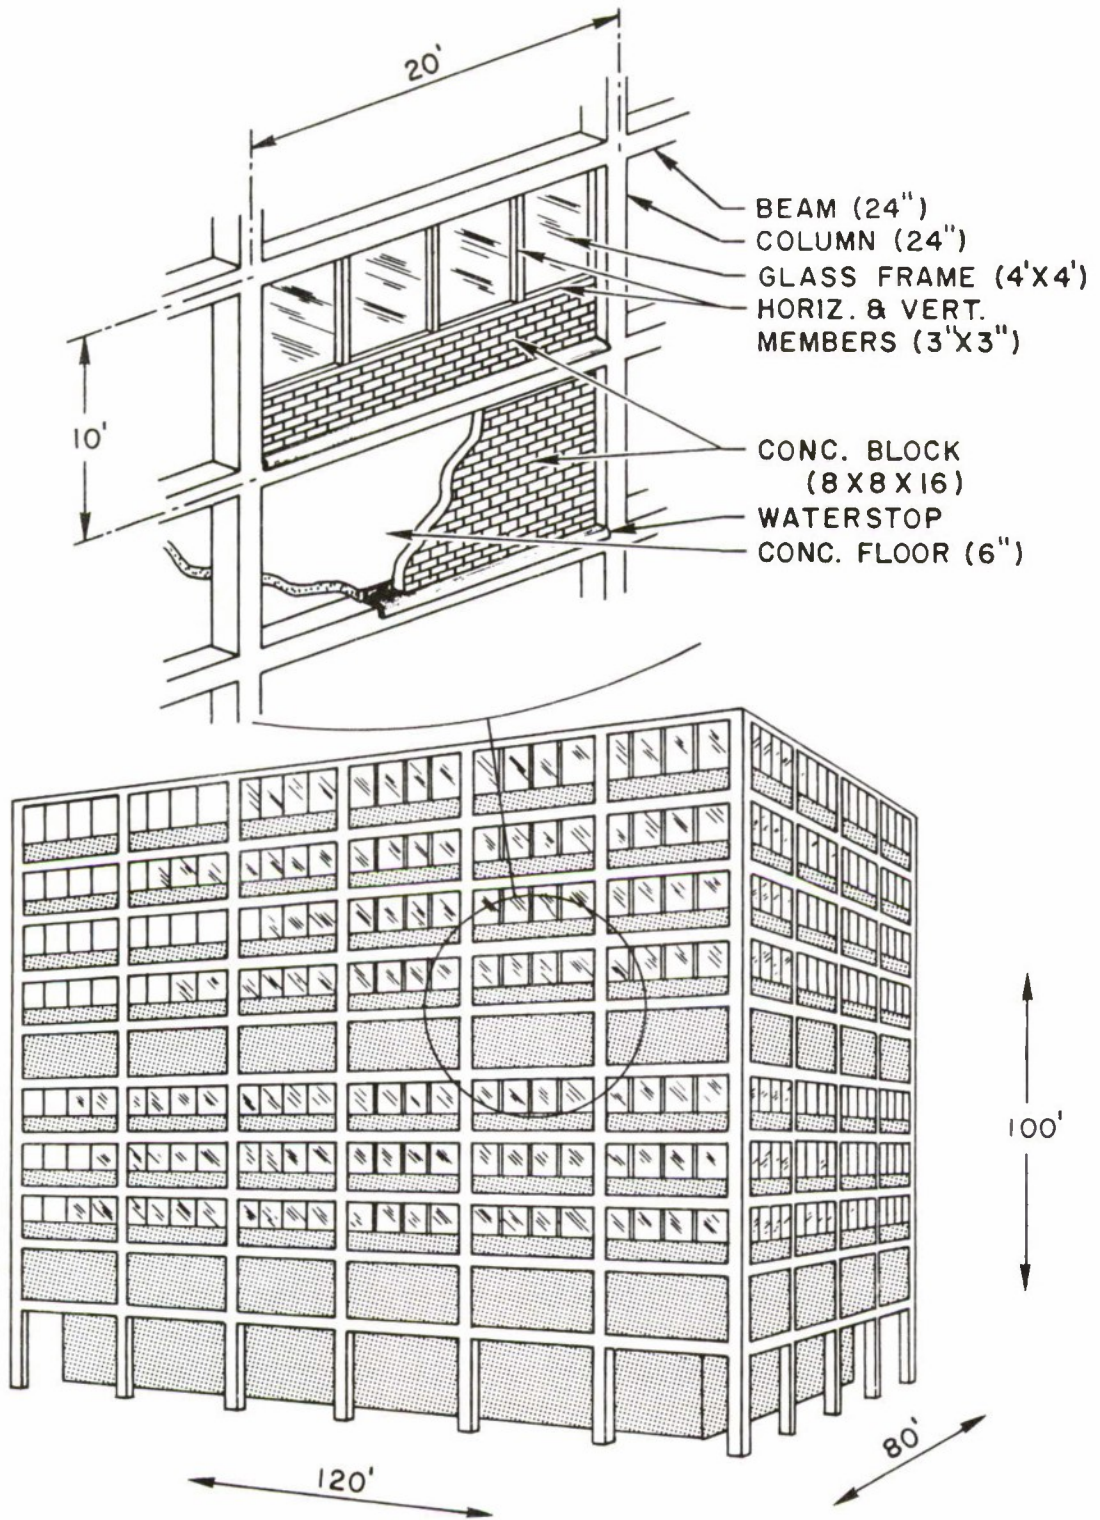 20'
BEAM (24")
COLUMN (24")
GLASS FRAME (4'X4')
HORIZ. & VERT.
MEMBERS (3"X3")
10'
CONC. BLOCK
(8X8X16)
WATERSTOP
CONC. FLOOR (6")
100'
80'
120'